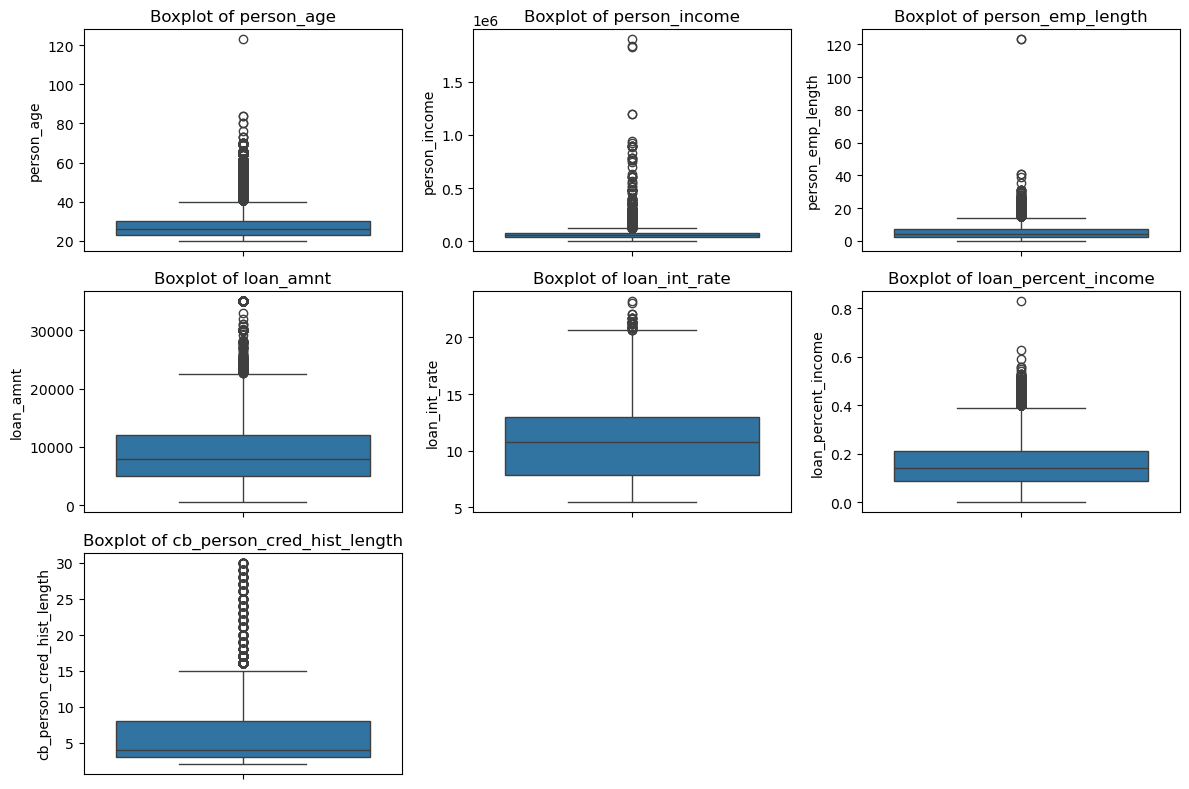 Boxplot of person_age
person_age
120
100
80
60
40
20
Boxplot of person_income
1e6
person_income
1.5
1.0
0.5
0.0
Boxplot of person_emp_length
person_emp_length
120
100
80
60
40
20
0
Boxplot of loan_amnt
loan_amnt
30000
20000
10000
0
Boxplot of loan_int_rate
loan_int_rate
20
15
10
5
Boxplot of loan_percent_income
loan_percent_income
0.8
0.6
0.4
0.2
0.0
Boxplot of cb_person_cred_hist_length
cb_person_cred_hist_length
30
25
20
15
10
5